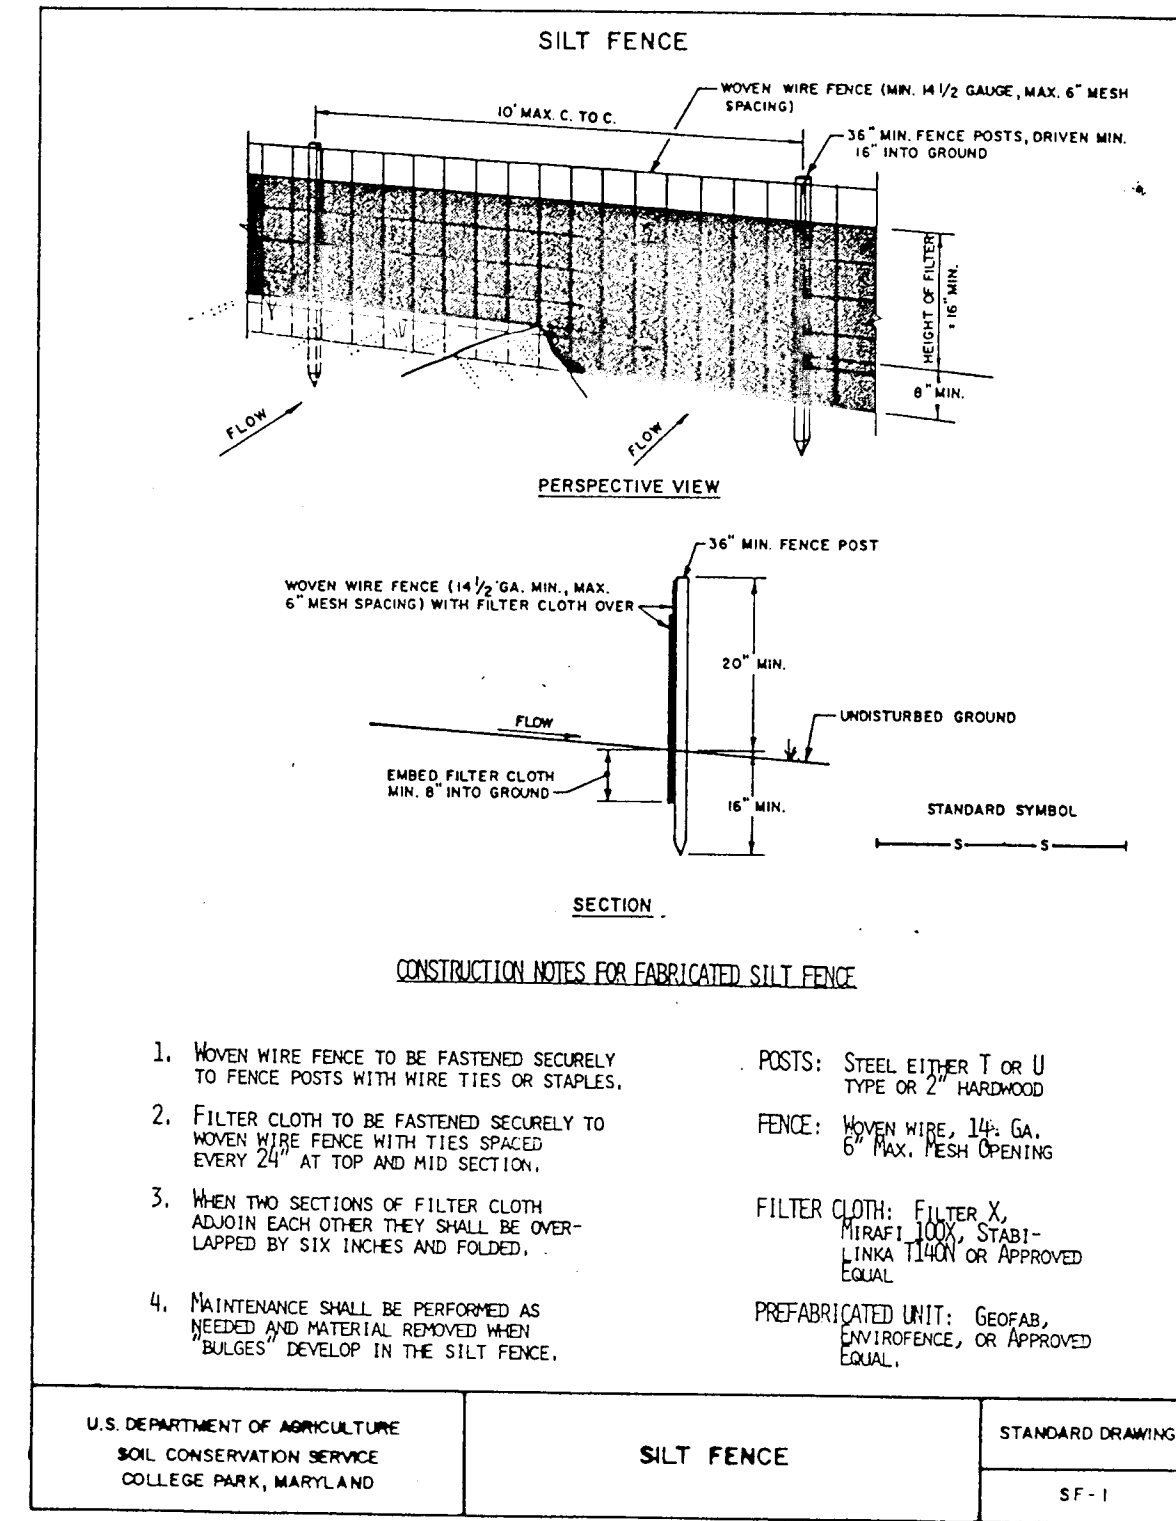 SILT FENCE
WOVEN WIRE FENCE (MIN. 14 1/2 GAUGE, MAX. 6" MESH
SPACING)
10' MAX. C. TO C.
36" MIN. FENCE POSTS, DRIVEN MIN.
16" INTO GROUND
HEIGHT OF FILTER
= 16" MIN.
8" MIN.
FLOW
FLOW
PERSPECTIVE VIEW
36" MIN. FENCE POST
WOVEN WIRE FENCE (14 1/2 GA. MIN., MAX.
6" MESH SPACING) WITH FILTER CLOTH OVER
20" MIN.
FLOW
UNDISTURBED GROUND
EMBED FILTER CLOTH
MIN. 8" INTO GROUND
16" MIN.
STANDARD SYMBOL
S S
SECTION
CONSTRUCTION NOTES FOR FABRICATED SILT FENCE
1. WOVEN WIRE FENCE TO BE FASTENED SECURELY
TO FENCE POSTS WITH WIRE TIES OR STAPLES.
2. FILTER CLOTH TO BE FASTENED SECURELY TO
WOVEN WIRE FENCE WITH TIES SPACED
EVERY 24" AT TOP AND MID SECTION.
3. WHEN TWO SECTIONS OF FILTER CLOTH
ADJOIN EACH OTHER THEY SHALL BE OVER-
LAPPED BY SIX INCHES AND FOLDED.
4. MAINTENANCE SHALL BE PERFORMED AS
NEEDED AND MATERIAL REMOVED WHEN
"BULGES" DEVELOP IN THE SILT FENCE.
POSTS: STEEL EITHER T OR U
TYPE OR 2" HARDWOOD
FENCE: WOVEN WIRE, GA.
6" MAX. MESH OPENING
FILTER CLOTH: FILTER X,
MIRAFI 100X, STABI-
LINKA T140N OR APPROVED
EQUAL
PREFABRICATED UNIT: GEOFAB,
ENVIROFENCE, OR APPROVED
EQUAL.
U.S. DEPARTMENT OF AGRICULTURE
SOIL CONSERVATION SERVICE
COLLEGE PARK, MARYLAND
SILT FENCE
STANDARD DRAWING
SF-1